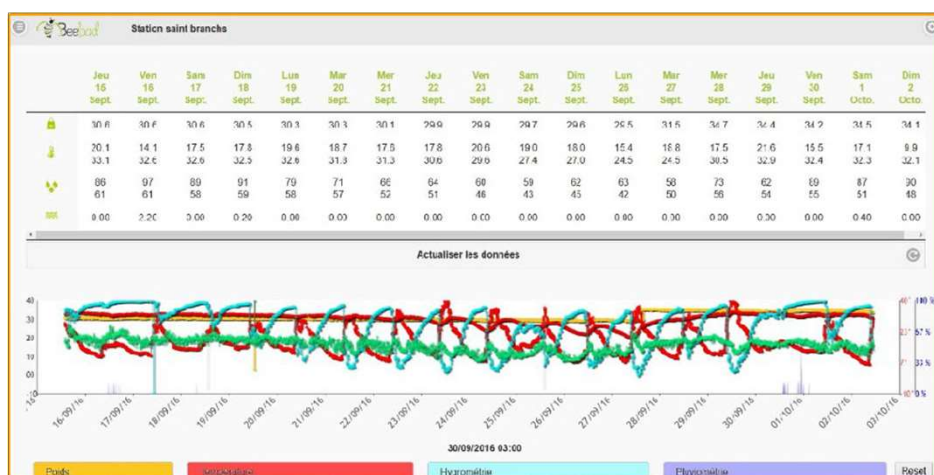 Station saint branchs
Jeu Ven Sam Dim Lun Mar Mer Jeu Ven Sam Dim Lun Mar Mer Jeu Ven Sam Dim
15 16 17 18 19 20 21 22 23 24 25 26 27 28 29 30 1 2
Sept. Sept. Sept. Sept. Sept. Sept. Sept. Sept. Sept. Sept. Sept. Sept. Sept. Sept. Sept. Sept. Octo. Octo.
30.6 30.6 30.6 30.5 30.3 30.3 30.1 29.9 29.9 29.7 29.6 29.5 31.5 34.7 34.4 34.2 34.5 34.1
20.1 14.1 17.5 17.8 19.6 18.7 17.6 17.8 20.6 19.0 18.0 15.4 18.8 17.5 21.6 15.5 17.1 9.9
33.1 32.6 32.6 32.5 32.6 31.8 31.3 30.6 29.6 27.4 27.0 24.5 24.5 30.5 32.9 32.4 32.3 32.1
86 97 89 91 79 71 66 64 60 59 62 63 58 73 62 89 87 90
61 61 58 59 58 57 52 51 46 43 45 42 50 56 54 55 51 48
0.00 2.20 0.00 0.20 0.00 0.00 0.00 0.00 0.00 0.00 0.00 0.00 0.00 0.00 0.00 0.00 0.40 0.00
Actualiser les données
40
30
20
10
00
-10
100 %
67 %
33 %
0 %
16/09/16 17/09/16 18/09/16 19/09/16 20/09/16 21/09/16 22/09/16 23/09/16 24/09/16 25/09/16 26/09/16 27/09/16 28/09/16 29/09/16 30/09/16 01/10/16 02/10/16 03/10/16
30/09/2016 03:00
Poids Température Hygrométrie Pluviométrie Reset